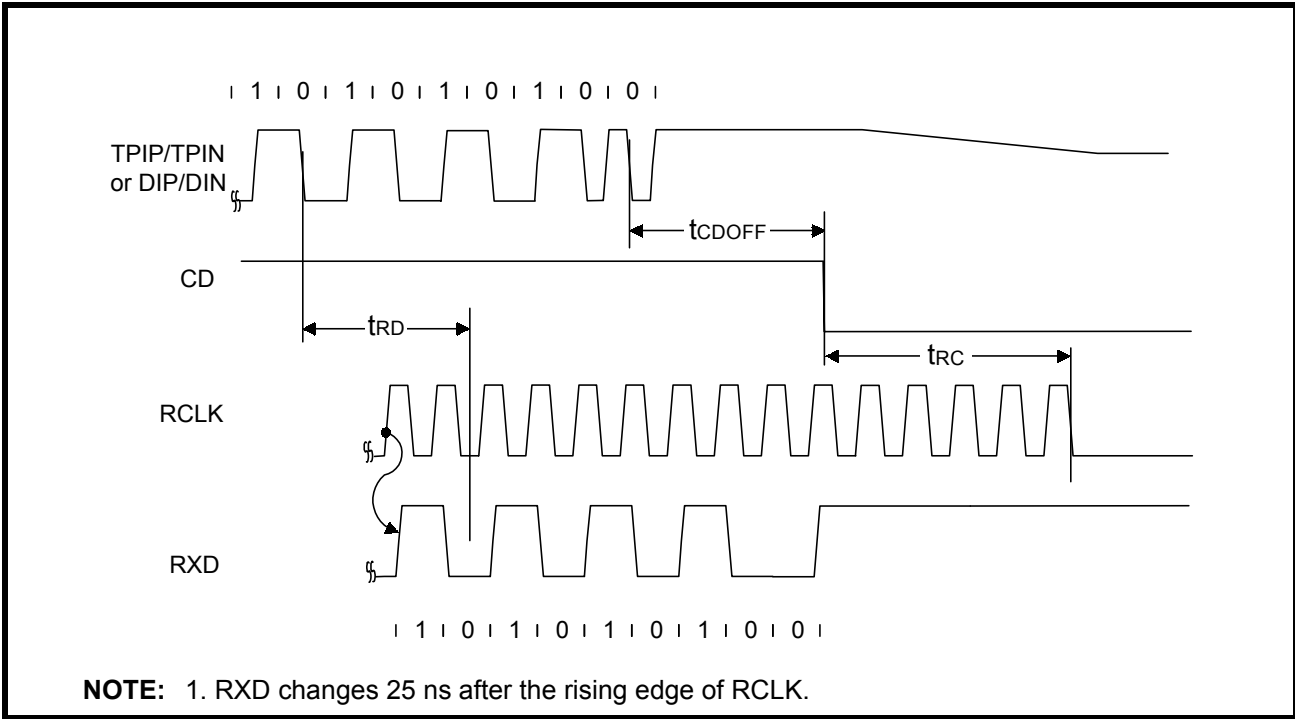 1 0 1 0 1 0 1 0 0
TPIP/TPIN
or DIP/DIN
tCDOFF
CD
tRD
tRC
RCLK
RXD
1 0 1 0 1 0 1 0 0
NOTE: 1. RXD changes 25 ns after the rising edge of RCLK.